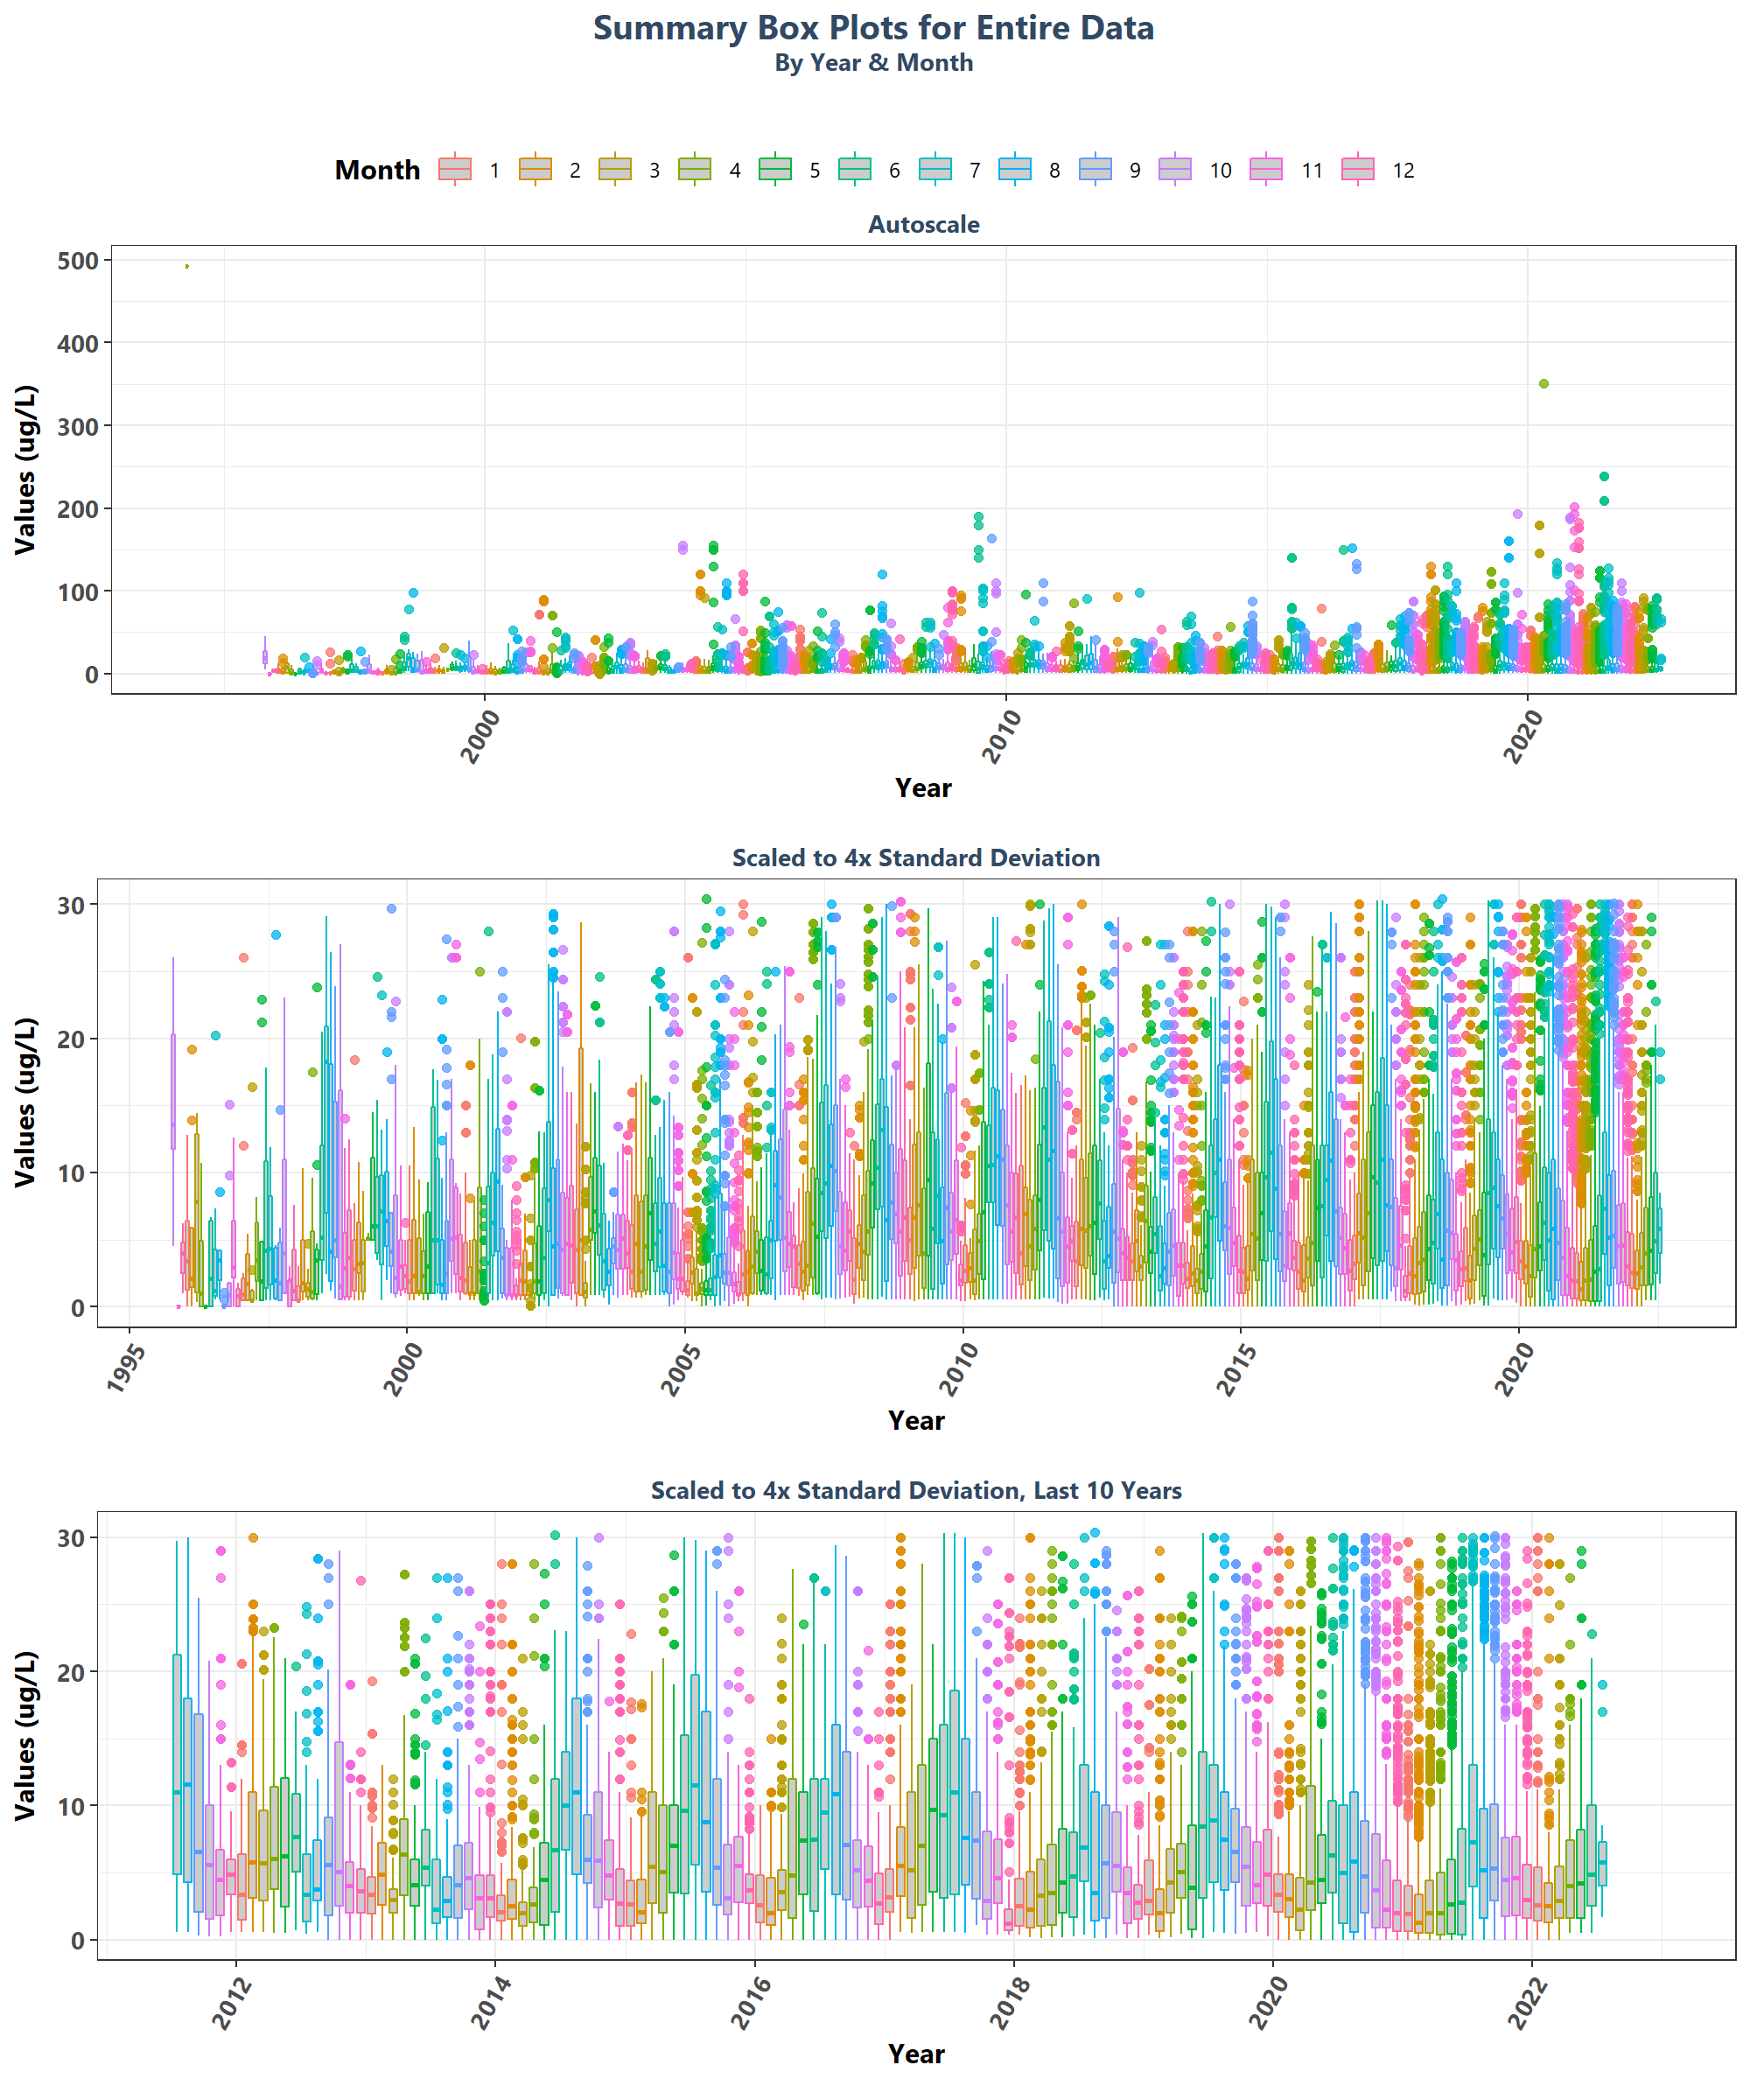 Summary Box Plots for Entire Data
By Year & Month
Month 1 2 3 4 5 6 7 8 9 10 11 12
Autoscale
500
400
300
200
100
0
Values (ug/L)
2000 2010 2020
Year
Scaled to 4x Standard Deviation
30
20
10
0
Values (ug/L)
1995 2000 2005 2010 2015 2020
Year
Scaled to 4x Standard Deviation, Last 10 Years
30
20
10
0
Values (ug/L)
2012 2014 2016 2018 2020 2022
Year